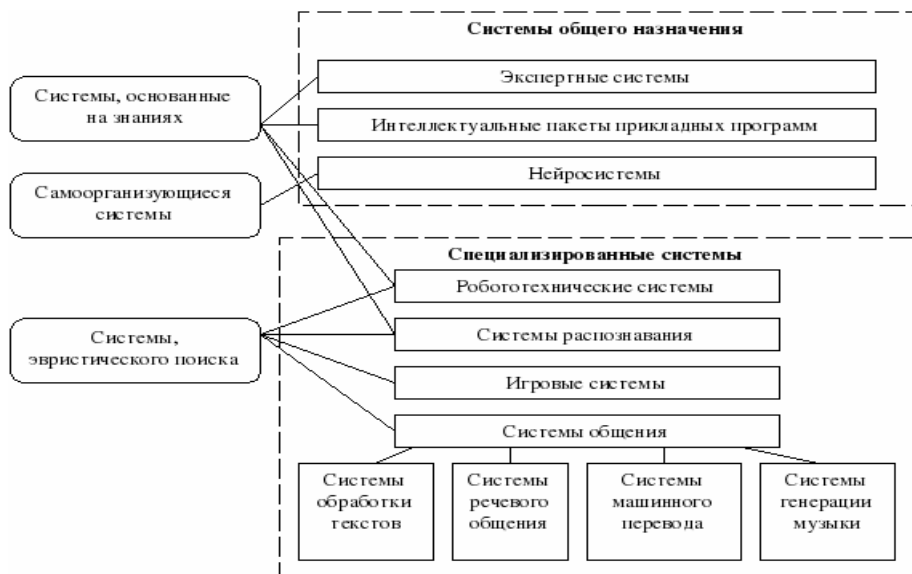 Системы общего назначения
Экспертные системы
Системы, основанные
на знаниях
Интеллектуальные пакеты прикладных программ
Нейросистемы
Самоорганизующиеся
системы
Специализированные системы
Робототехнические системы
Системы,
эвристического поиска
Системы распознавания
Игровые системы
Системы общения
Системы
обработки
текстов
Системы
речевого
общения
Системы
машинного
перевода
Системы
генерации
музыки